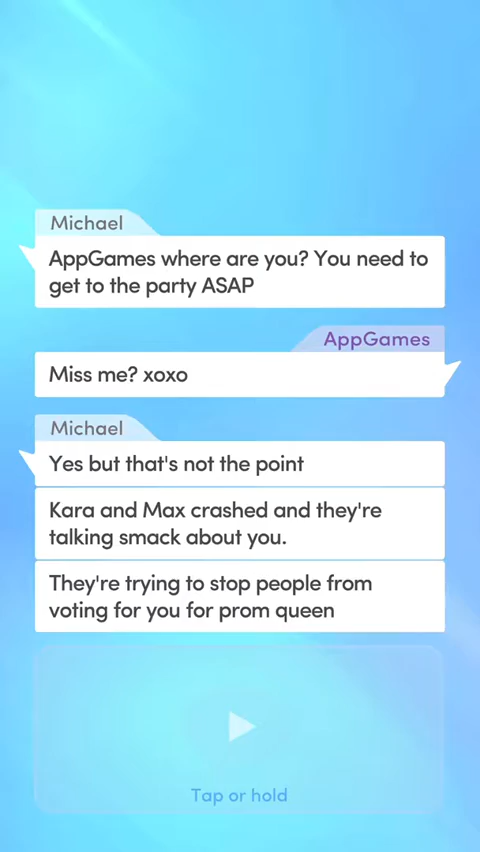 Michael
AppGames where are you? You need to
get to the party ASAP
AppGames
Miss me? xoxo
Michael
Yes but that's not the point
Kara and Max crashed and they're
talking smack about you.
They're trying to stop people from
voting for you for prom queen
Tap or hold